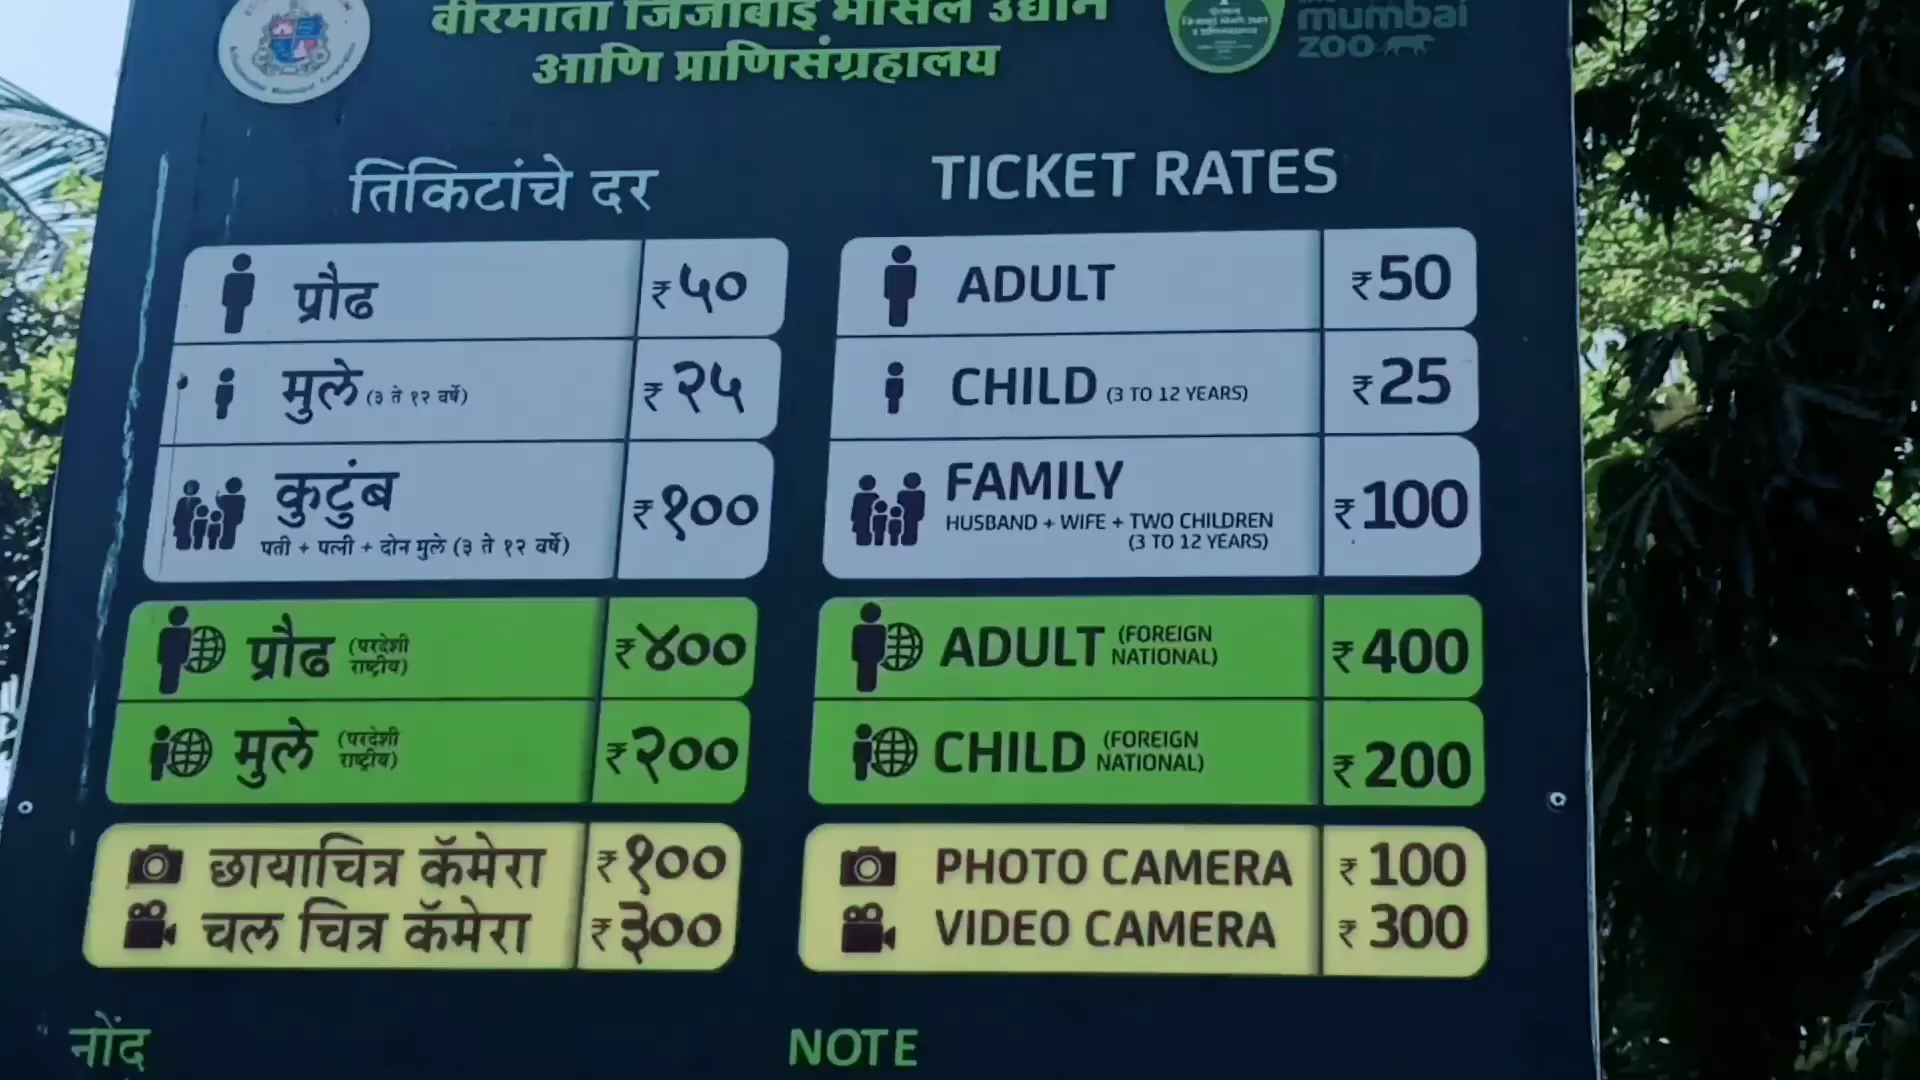 वीरमाता जिजाबाई भोसले उद्यान
आणि प्राणिसंग्रहालय
mumbai
zoo
तिकिटांचे दर
प्रौढ ₹५०
मुले (३ ते १२ वर्षे) ₹२५
कुटुंब ₹१००
पती + पत्नी + दोन मुले (३ ते १२ वर्षे)
प्रौढ (परदेशी राष्ट्रीय) ₹४००
मुले (परदेशी राष्ट्रीय) ₹२००
छायाचित्र कॅमेरा ₹१००
चल चित्र कॅमेरा ₹३००
नोंद
TICKET RATES
ADULT ₹50
CHILD (3 TO 12 YEARS) ₹25
FAMILY ₹100
HUSBAND + WIFE + TWO CHILDREN
(3 TO 12 YEARS)
ADULT (FOREIGN NATIONAL) ₹400
CHILD (FOREIGN NATIONAL) ₹200
PHOTO CAMERA ₹100
VIDEO CAMERA ₹300
NOTE